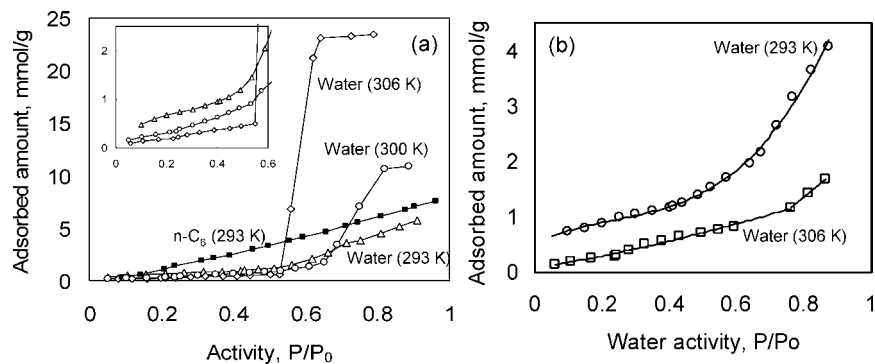 25
20
15
10
5
0
Adsorbed amount, mmol/g
2
1
0
0
0.2
0.4
0.6
(a)
Water (306 K)
Water (300 K)
n-C₆ (293 K)
Water (293 K)
0
0.2
0.4
0.6
0.8
1
Activity, P/P₀
4
3
2
1
0
Adsorbed amount, mmol/g
(b)
Water (293 K)
Water (306 K)
0
0.2
0.4
0.6
0.8
1
Water activity, P/Po